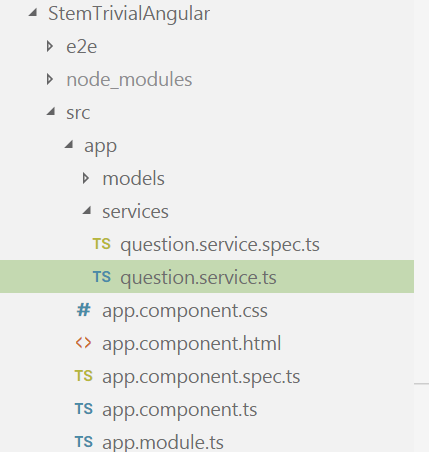 StemTrivialAngular
e2e
node_modules
src
app
models
services
TS question.service.spec.ts
TS question.service.ts
# app.component.css
<> app.component.html
TS app.component.spec.ts
TS app.component.ts
TS app.module.ts